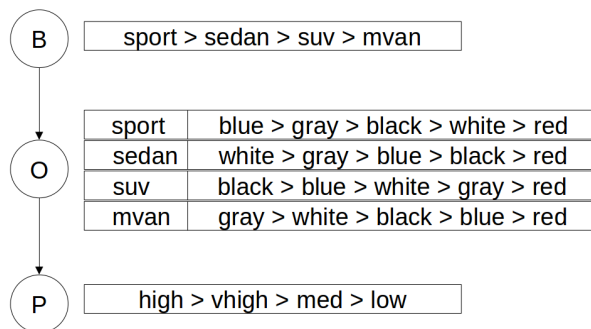 B sport > sedan > suv > mvan
sport blue > gray > black > white > red
O sedan white > gray > blue > black > red
suv black > blue > white > gray > red
mvan gray > white > black > blue > red
P high > vhigh > med > low